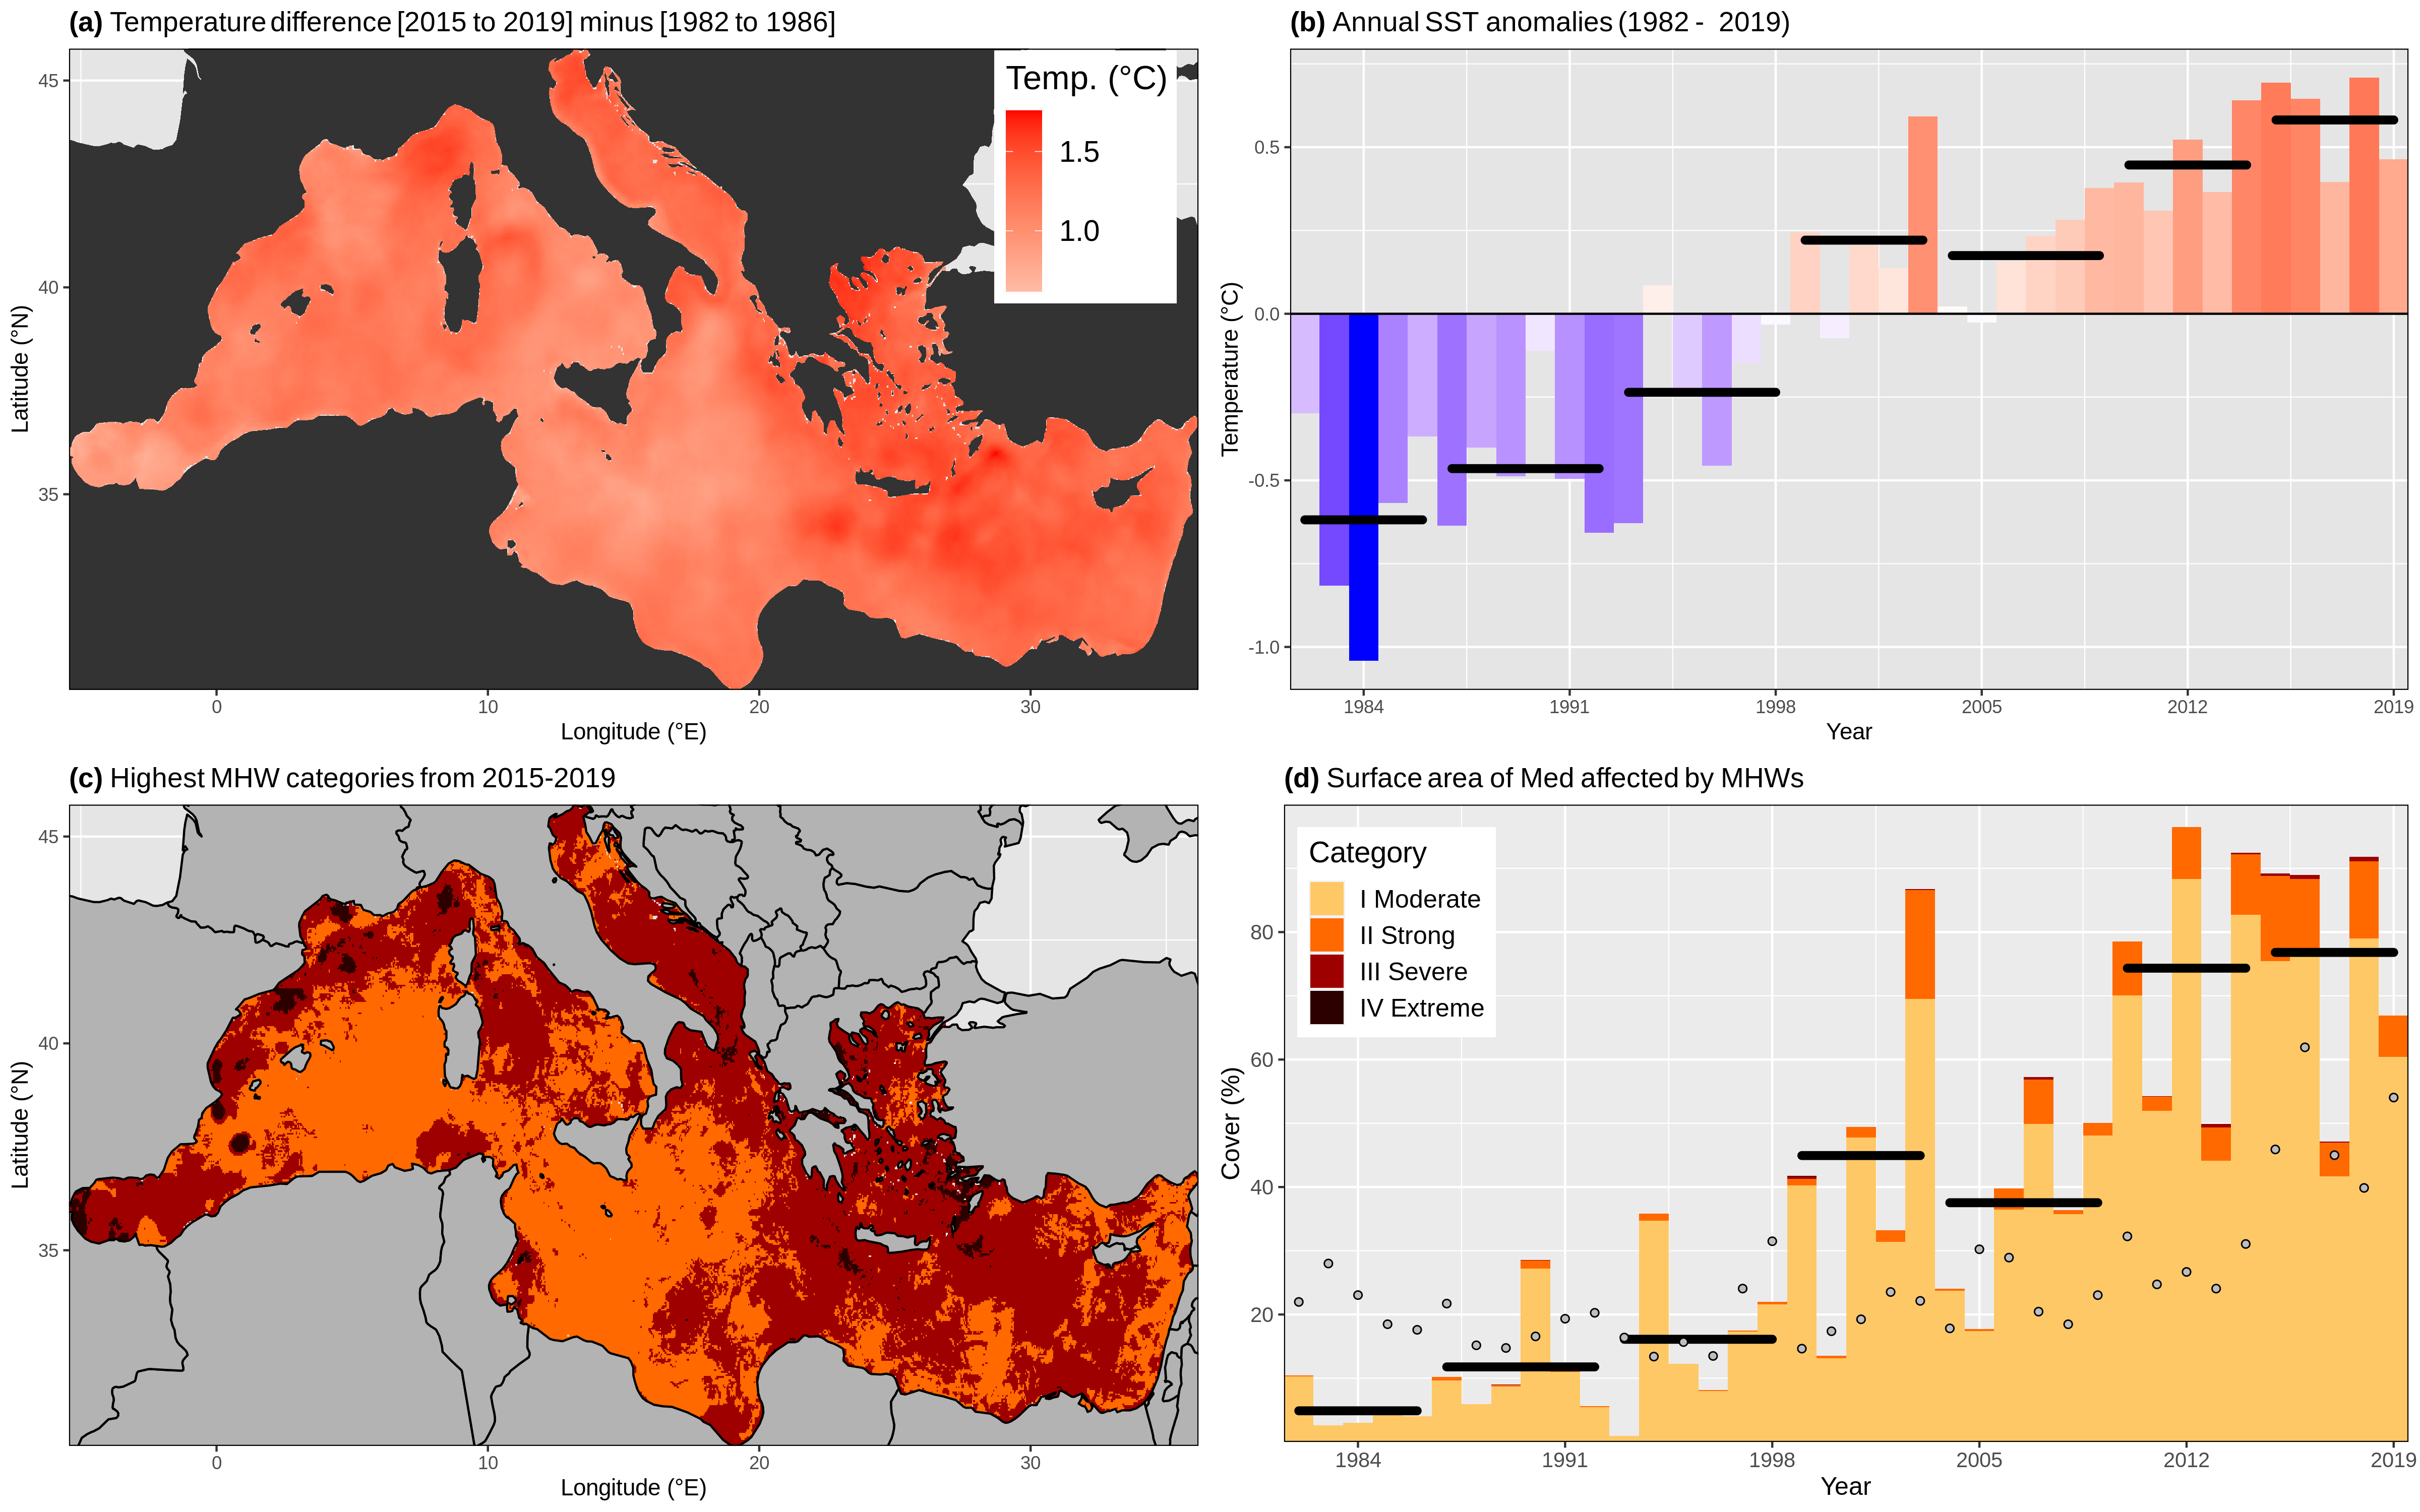 (a) Temperature difference [2015 to 2019] minus [1982 to 1986]
45
40
35
Latitude (°N)
0 10 20 30
Longitude (°E)
Temp. (°C)
1.5
1.0
(b) Annual SST anomalies (1982 - 2019)
0.5
0.0
-0.5
-1.0
Temperature (°C)
1984 1991 1998 2005 2012 2019
Year
(c) Highest MHW categories from 2015-2019
45
40
35
Latitude (°N)
0 10 20 30
Longitude (°E)
(d) Surface area of Med affected by MHWs
Category
I Moderate
II Strong
III Severe
IV Extreme
80
60
40
20
Cover (%)
1984 1991 1998 2005 2012 2019
Year